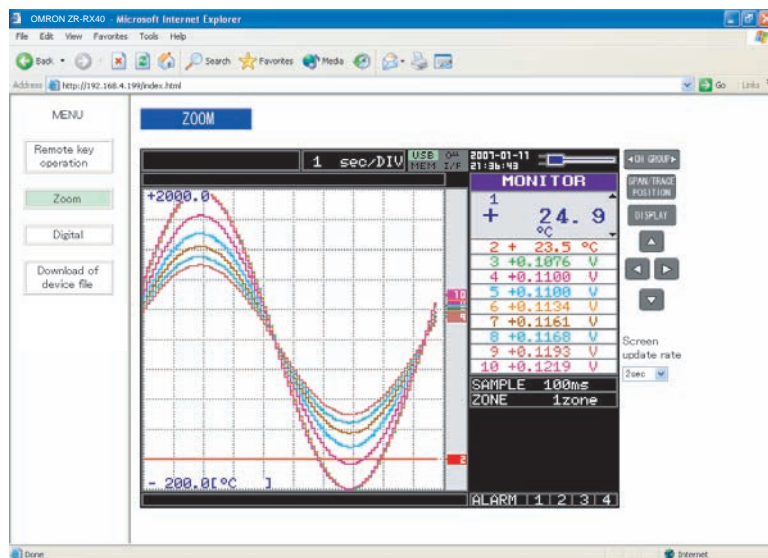 OMRON ZR-RX40 - Microsoft Internet Explorer
File Edit View Favorites Tools Help
Back Search Favorites Media
Address http://192.168.4.199/index.html Go Links
MENU
Remote key
operation
Zoom
Digital
Download of
device file
ZOOM
1 sec/DIV USB MEM I/F 2007-01-11 21:36:43
+2000.0
- 200.0[°C ]
10
9
2
MONITOR
1
+ 24.9
°C
2 + 23.5 °C
3 +0.1076 V
4 +0.1100 V
5 +0.1100 V
6 +0.1134 V
7 +0.1161 V
8 +0.1168 V
9 +0.1193 V
10 +0.1219 V
SAMPLE 100ms
ZONE 1zone
ALARM 1 2 3 4
CH GROUP
SPAN/TRACE
POSITION
DISPLAY
Screen
update rate
2sec
Done Internet